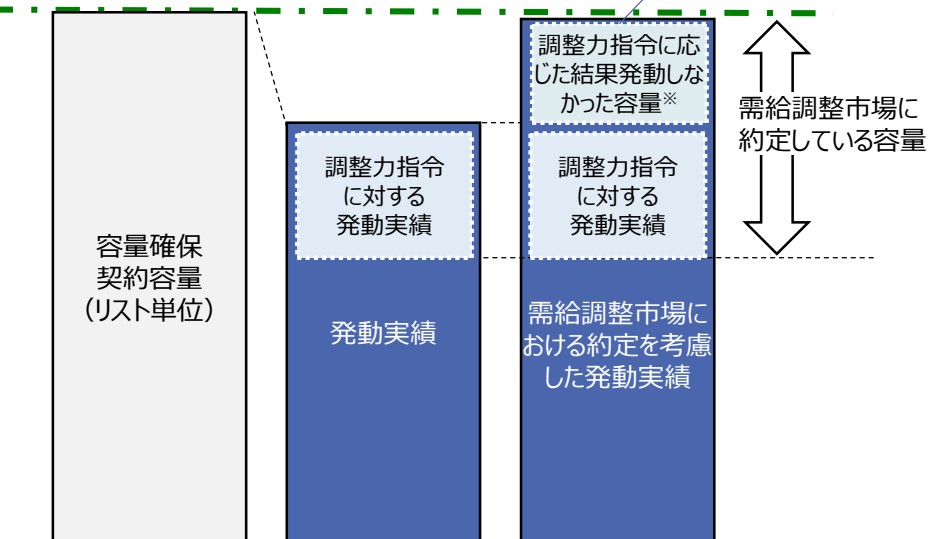 調整力指令に応
じた結果発動しな
かった容量※
需給調整市場に
約定している容量
調整力指令
に対する
発動実績
調整力指令
に対する
発動実績
容量確保
契約容量
（リスト単位）
発動実績
需給調整市場に
おける約定を考慮
した発動実績